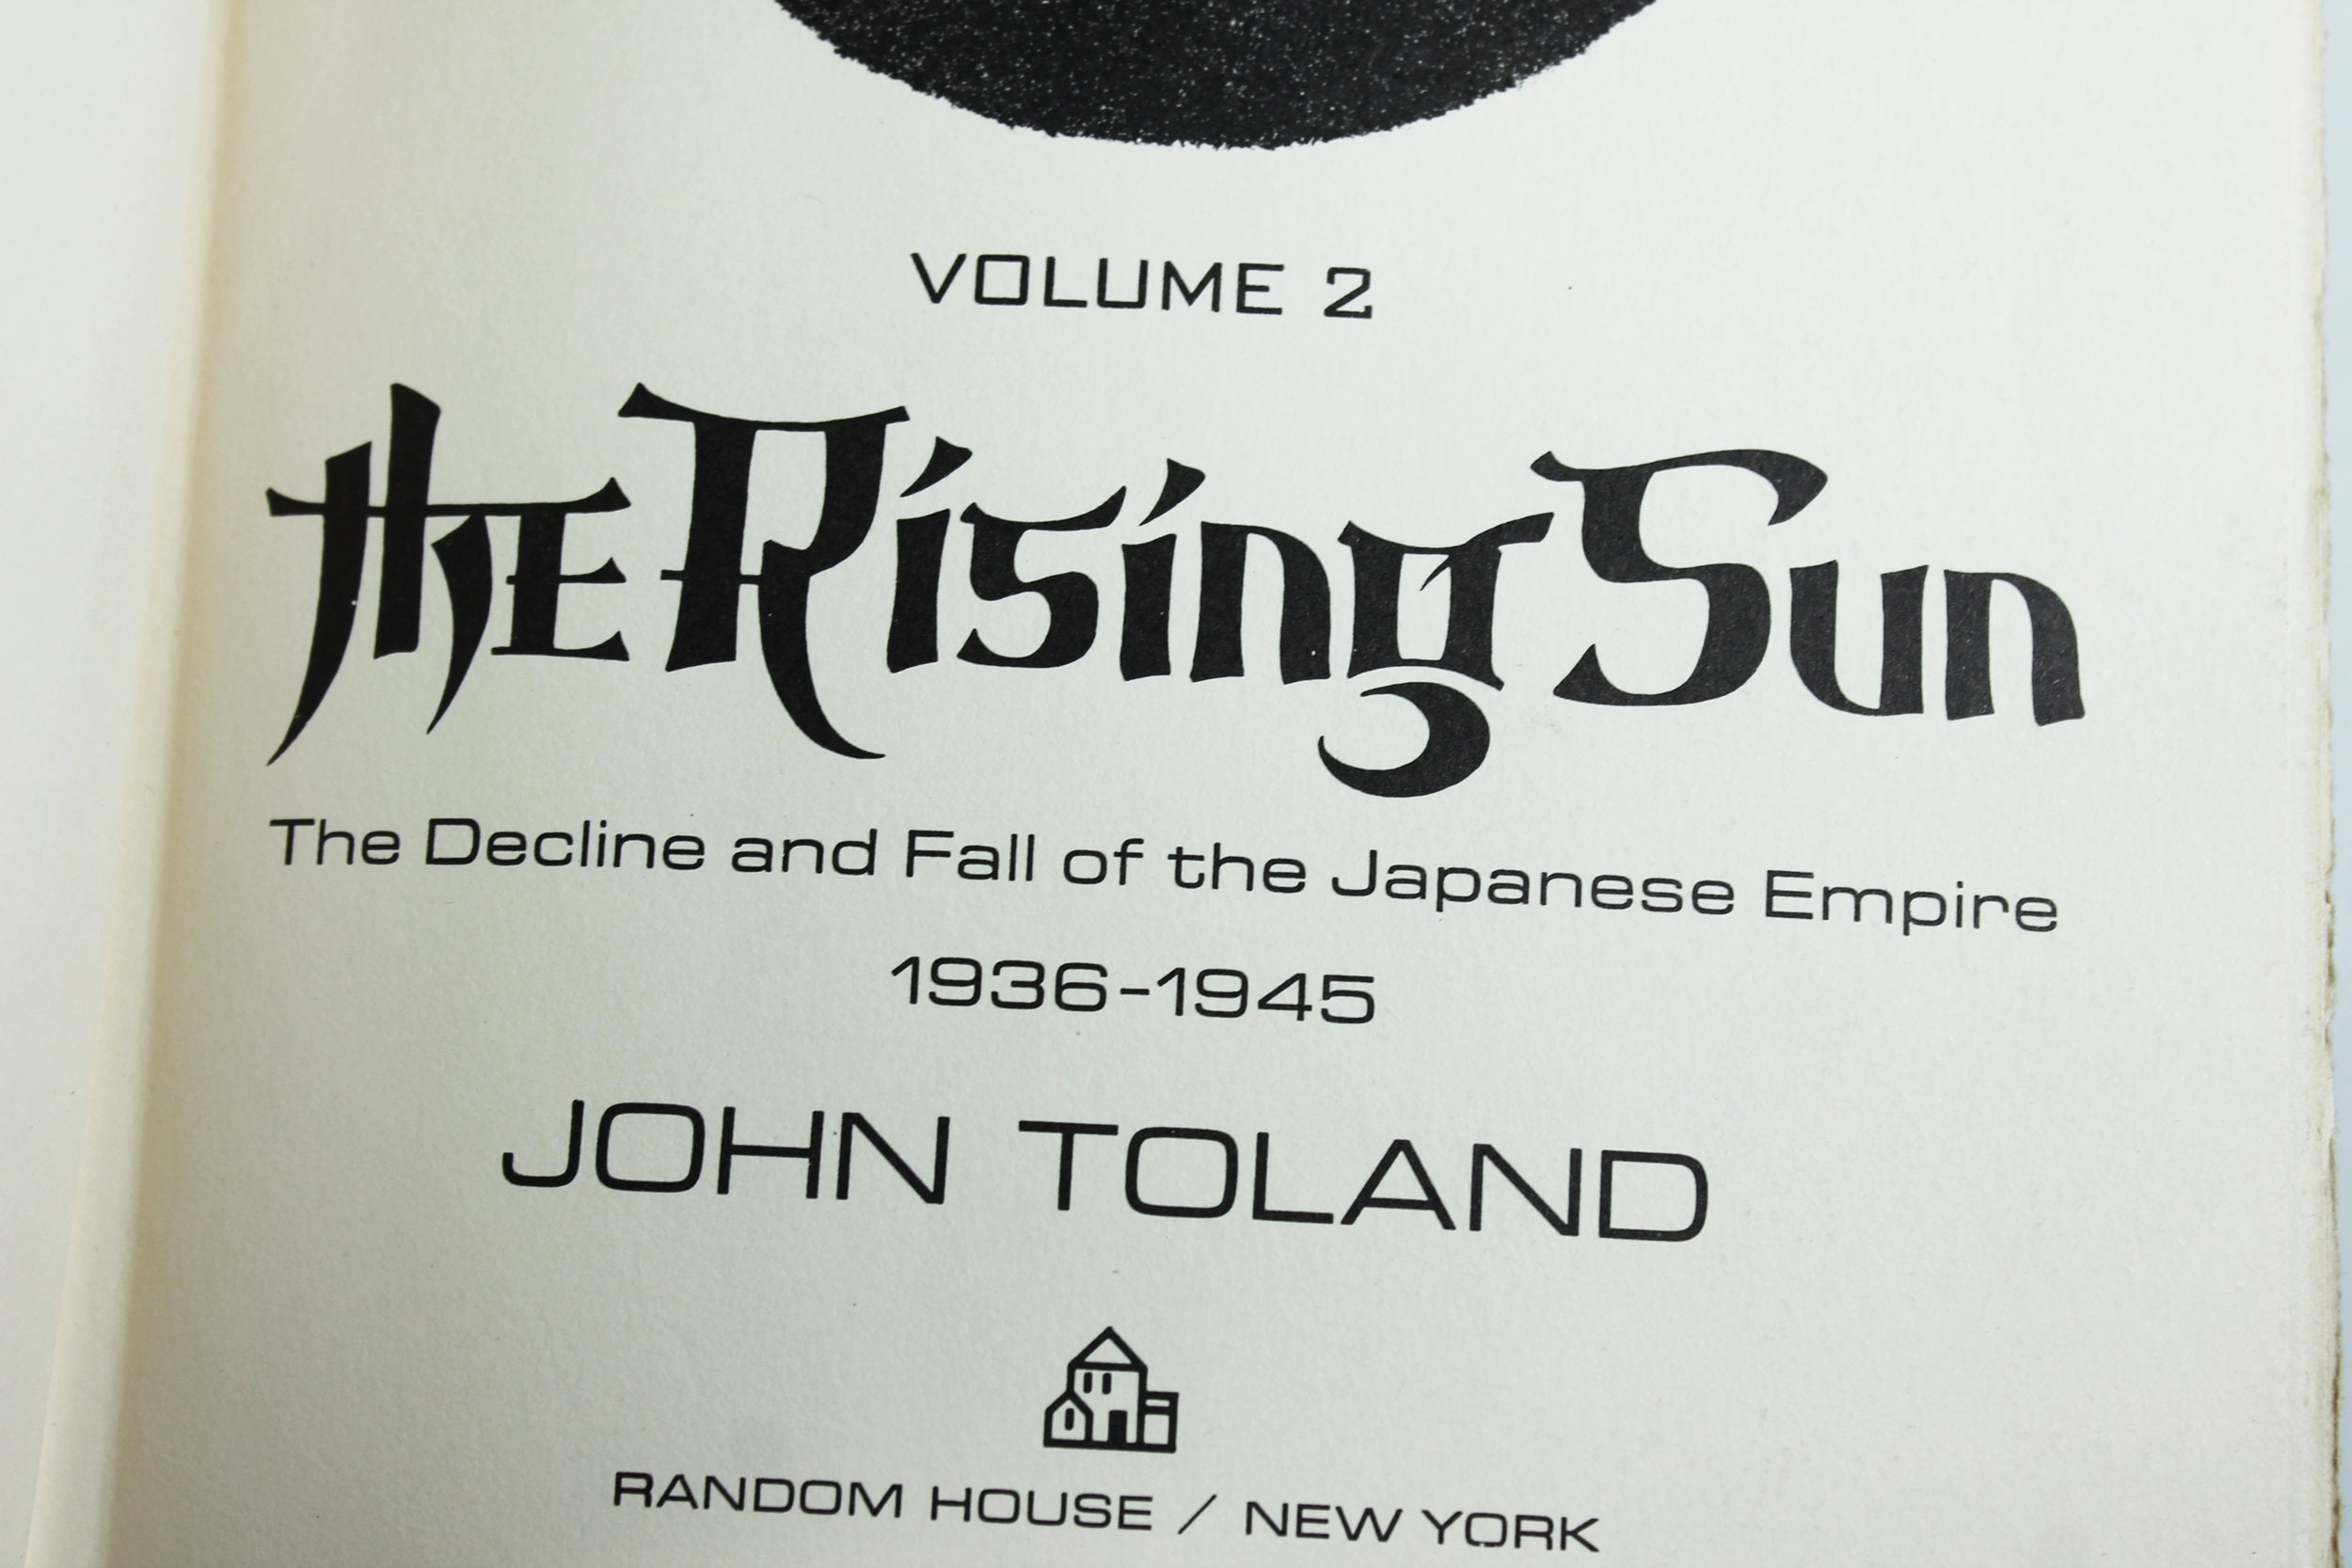 VOLUME 2
the Rising Sun
The Decline and Fall of the Japanese Empire
1936-1945
JOHN TOLAND
RANDOM HOUSE / NEW YORK